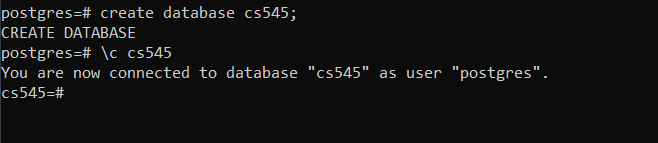 postgres=# create database cs545;
CREATE DATABASE
postgres=# \c cs545
You are now connected to database "cs545" as user "postgres".
cs545=#